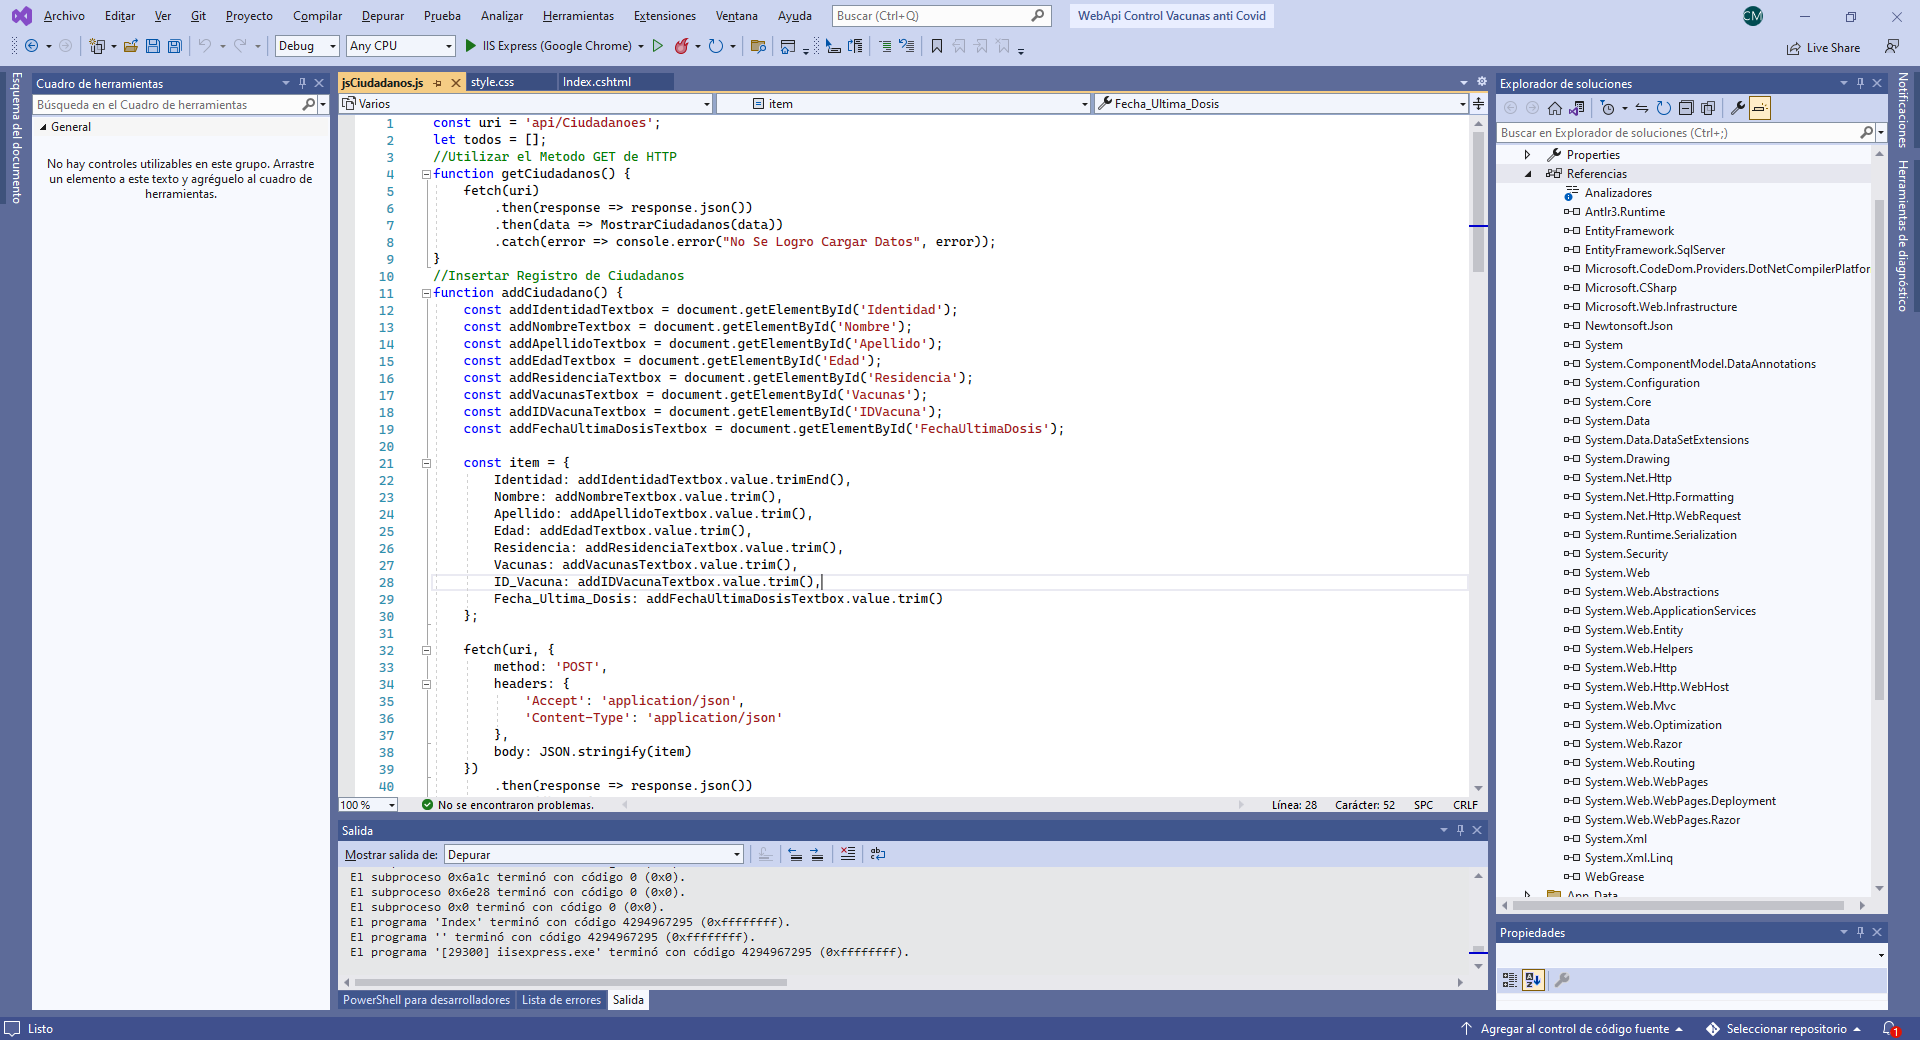 Archivo Editar Ver Git Proyecto Compilar Depurar Prueba Analizar Herramientas Extensiones Ventana Ayuda Buscar (Ctrl+Q) WebApi Control Vacunas anti Covid CM
Debug Any CPU IIS Express (Google Chrome) Live Share
Esquema del documento
Cuadro de herramientas
Búsqueda en el Cuadro de herramientas
General
No hay controles utilizables en este grupo. Arrastre
un elemento a este texto y agréguelo al cuadro de
herramientas.
jsCiudadanos.js style.css Index.cshtml
Varios item Fecha_Ultima_Dosis
1 const uri = 'api/Ciudadanoes';
2 let todos = [];
3 //Utilizar el Metodo GET de HTTP
4 function getCiudadanos() {
5 fetch(uri)
6 .then(response => response.json())
7 .then(data => MostrarCiudadanos(data))
8 .catch(error => console.error("No Se Logro Cargar Datos", error));
9 }
10 //Insertar Registro de Ciudadanos
11 function addCiudadano() {
12 const addIdentidadTextbox = document.getElementById('Identidad');
13 const addNombreTextbox = document.getElementById('Nombre');
14 const addApellidoTextbox = document.getElementById('Apellido');
15 const addEdadTextbox = document.getElementById('Edad');
16 const addResidenciaTextbox = document.getElementById('Residencia');
17 const addVacunasTextbox = document.getElementById('Vacunas');
18 const addIDVacunaTextbox = document.getElementById('IDVacuna');
19 const addFechaUltimaDosisTextbox = document.getElementById('FechaUltimaDosis');
20
21 const item = {
22 Identidad: addIdentidadTextbox.value.trimEnd(),
23 Nombre: addNombreTextbox.value.trim(),
24 Apellido: addApellidoTextbox.value.trim(),
25 Edad: addEdadTextbox.value.trim(),
26 Residencia: addResidenciaTextbox.value.trim(),
27 Vacunas: addVacunasTextbox.value.trim(),
28 ID_Vacuna: addIDVacunaTextbox.value.trim(),
29 Fecha_Ultima_Dosis: addFechaUltimaDosisTextbox.value.trim()
30 };
31
32 fetch(uri, {
33 method: 'POST',
34 headers: {
35 'Accept': 'application/json',
36 'Content-Type': 'application/json'
37 },
38 body: JSON.stringify(item)
39 })
40 .then(response => response.json())
100 % No se encontraron problemas. Línea: 28 Carácter: 52 SPC CRLF
Salida
Mostrar salida de: Depurar
El subproceso 0x6a1c terminó con código 0 (0x0).
El subproceso 0x6e28 terminó con código 0 (0x0).
El subproceso 0x0 terminó con código 0 (0x0).
El programa 'Index' terminó con código 4294967295 (0xffffffff).
El programa '' terminó con código 4294967295 (0xffffffff).
El programa '[29300] iisexpress.exe' terminó con código 4294967295 (0xffffffff).
PowerShell para desarrolladores Lista de errores Salida
Explorador de soluciones
Buscar en Explorador de soluciones (Ctrl+;)
Properties
Referencias
Analizadores
Antlr3.Runtime
EntityFramework
EntityFramework.SqlServer
Microsoft.CodeDom.Providers.DotNetCompilerPlatfor
Microsoft.CSharp
Microsoft.Web.Infrastructure
Newtonsoft.Json
System
System.ComponentModel.DataAnnotations
System.Configuration
System.Core
System.Data
System.Data.DataSetExtensions
System.Drawing
System.Net.Http
System.Net.Http.Formatting
System.Net.Http.WebRequest
System.Runtime.Serialization
System.Security
System.Web
System.Web.Abstractions
System.Web.ApplicationServices
System.Web.Entity
System.Web.Helpers
System.Web.Http
System.Web.Http.WebHost
System.Web.Mvc
System.Web.Optimization
System.Web.Razor
System.Web.Routing
System.Web.WebPages
System.Web.WebPages.Deployment
System.Web.WebPages.Razor
System.Xml
System.Xml.Linq
WebGrease
App_Data
Propiedades
Notificaciones
Herramientas de diagnóstico
Listo Agregar al control de código fuente Seleccionar repositorio 1